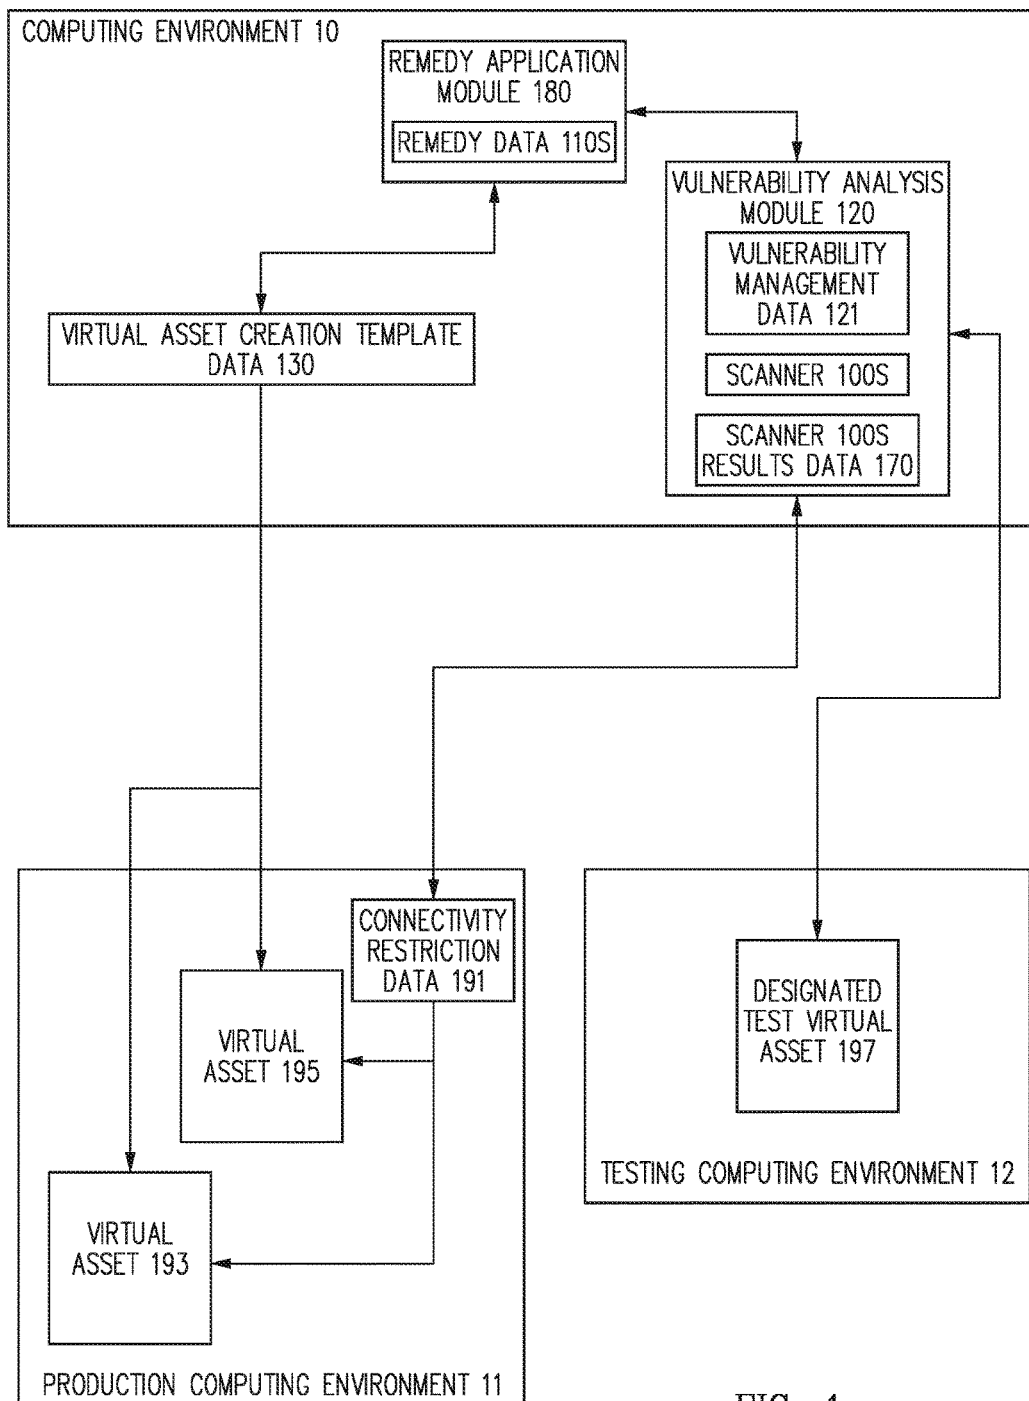 COMPUTING ENVIRONMENT 10
REMEDY APPLICATION
MODULE 180
REMEDY DATA 110S
VULNERABILITY ANALYSIS
MODULE 120
VULNERABILITY
MANAGEMENT
DATA 121
SCANNER 100S
SCANNER 100S
RESULTS DATA 170
VIRTUAL ASSET CREATION TEMPLATE
DATA 130
CONNECTIVITY
RESTRICTION
DATA 191
VIRTUAL
ASSET 195
VIRTUAL
ASSET 193
PRODUCTION COMPUTING ENVIRONMENT 11
DESIGNATED
TEST VIRTUAL
ASSET 197
TESTING COMPUTING ENVIRONMENT 12